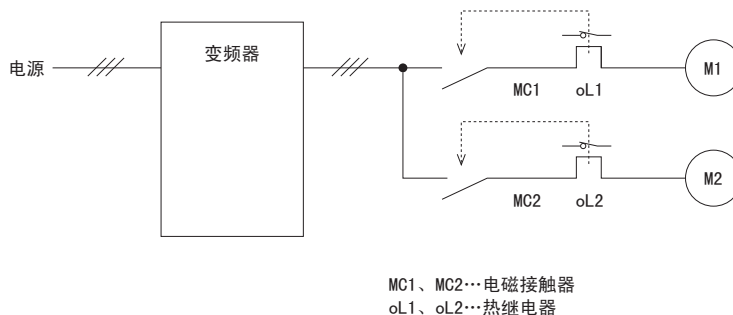 电源
变频器
MC1
oL1
M1
MC2
oL2
M2
MC1、MC2…电磁接触器
oL1、oL2…热继电器